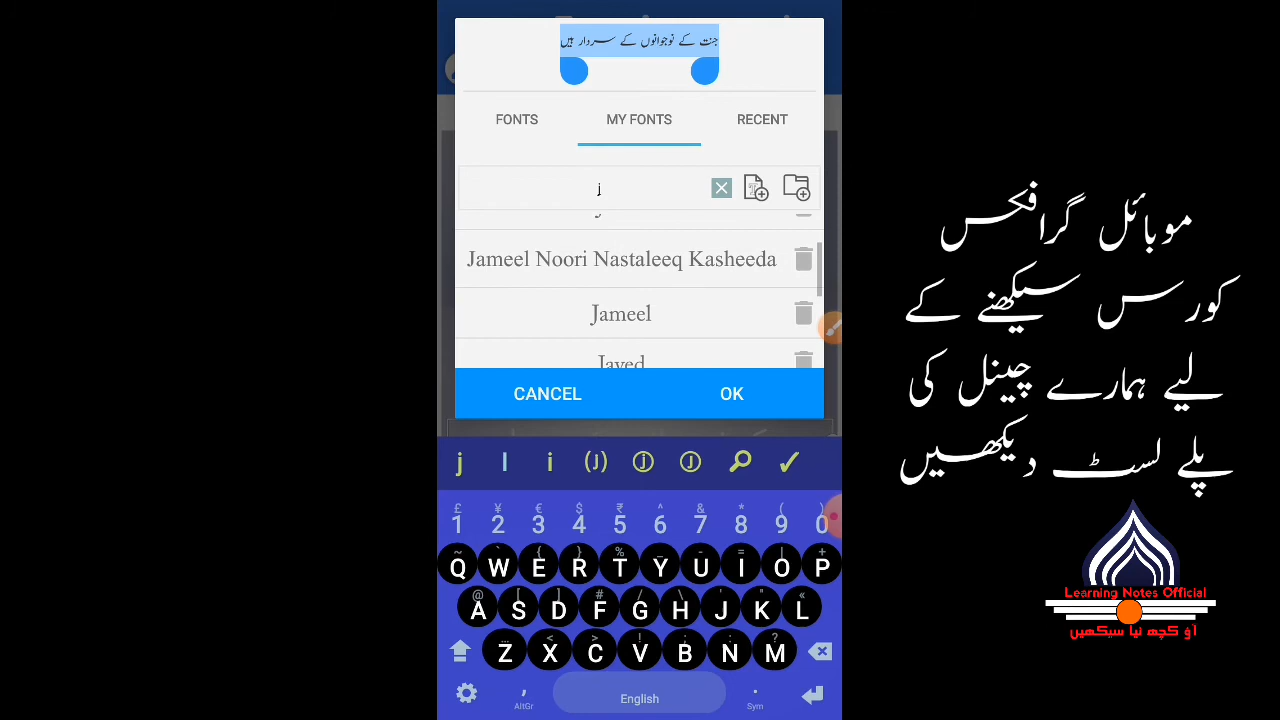 جنت کے نوجوانوں کے سردار ہیں
FONTS MY FONTS RECENT
j
Jameel Noori Nastaleeq Kasheeda
Jameel
Javed
CANCEL OK
j l i (J) ⓙ Ⓙ
£ ¥ € $ ₹ ^ & * ( )
1 2 3 4 5 6 7 8 9 0
~ ` { } % _ - = | +
Q W E R T Y U I O P
@ [ ] # / \ ' " «
A S D F G H J K L
... < > ! ; : ?
Z X C V B N M
, English .
AltGr Sym
موبائل گرافکس
کورس سیکھنے کے
لیے ہمارے چینل کی
پلے لسٹ دیکھیں
Learning Notes Official
آؤ کچھ نیا سیکھیں